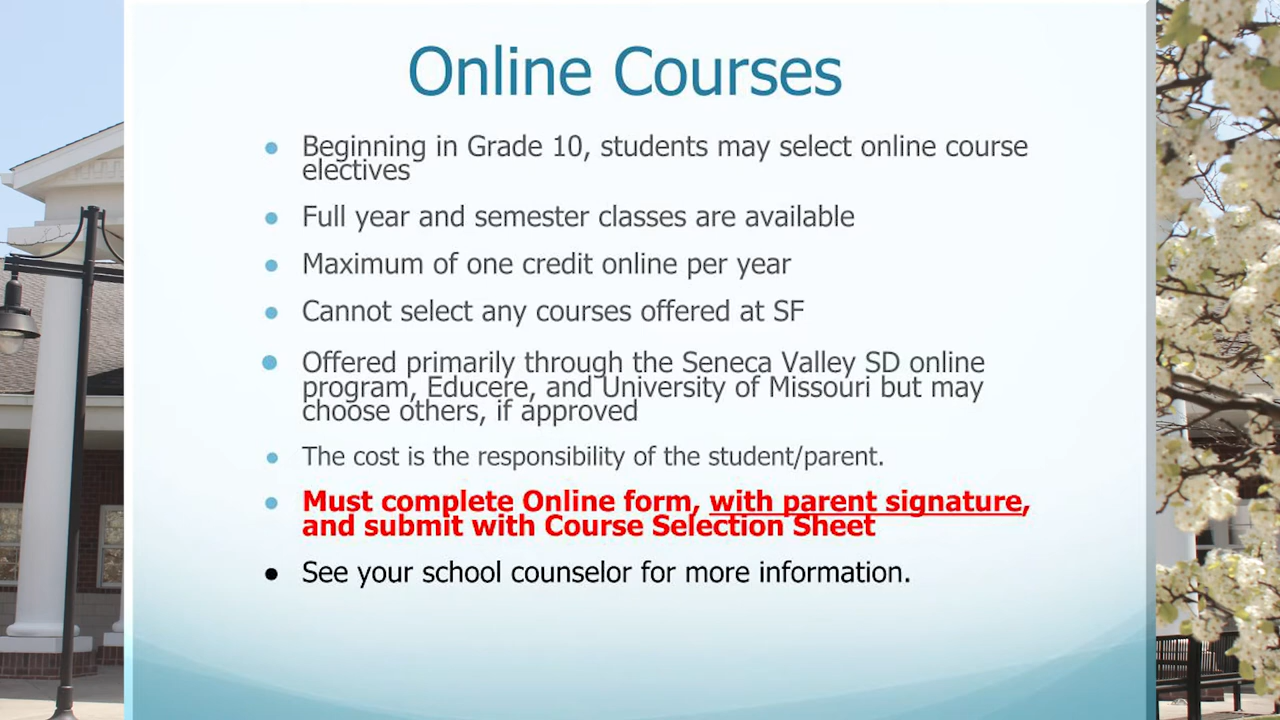 Online Courses
● Beginning in Grade 10, students may select online course
electives
● Full year and semester classes are available
● Maximum of one credit online per year
● Cannot select any courses offered at SF
● Offered primarily through the Seneca Valley SD online
program, Educere, and University of Missouri but may
choose others, if approved
● The cost is the responsibility of the student/parent.
● Must complete Online form, with parent signature,
and submit with Course Selection Sheet
● See your school counselor for more information.